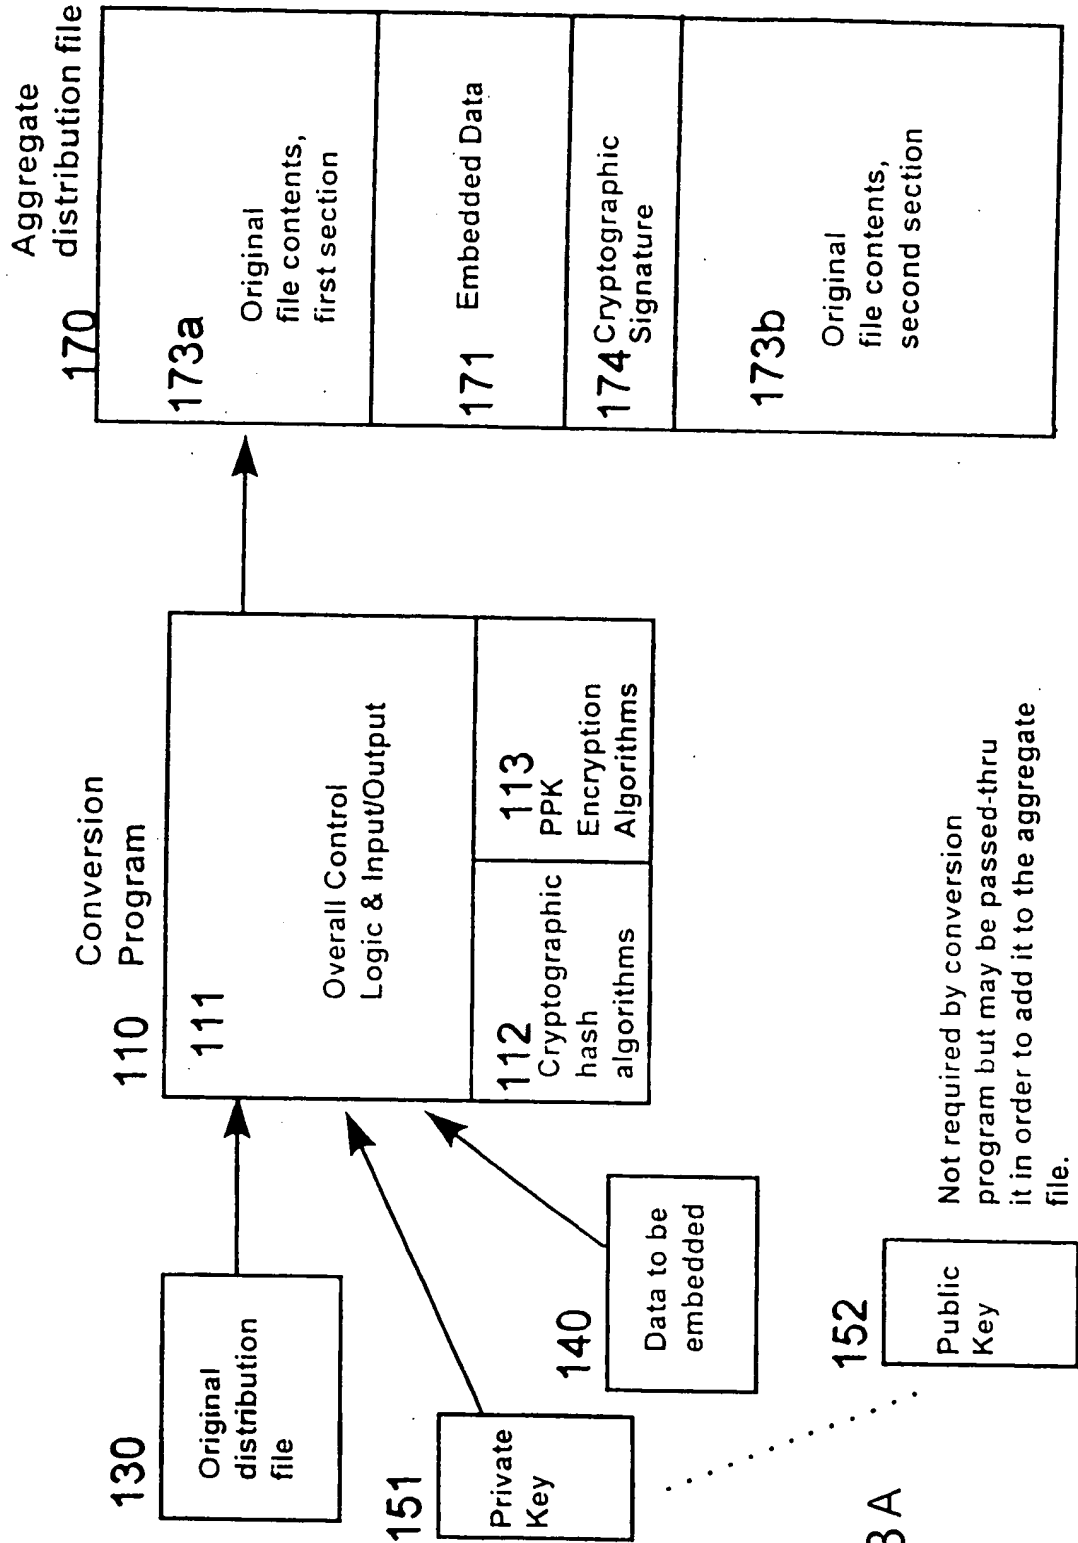 Aggregate
distribution file
170
173a
Original
file contents,
first section
171
Embedded Data
174
Cryptographic
Signature
173b
Original
file contents,
second section
Conversion
Program
110
111
Overall Control
Logic & Input/Output
112
Cryptographic
hash
algorithms
113
PPK
Encryption
Algorithms
130
Original
distribution
file
151
Private
Key
140
Data to be
embedded
152
Public
Key
Not required by conversion
program but may be passed-thru
it in order to add it to the aggregate
file.
A